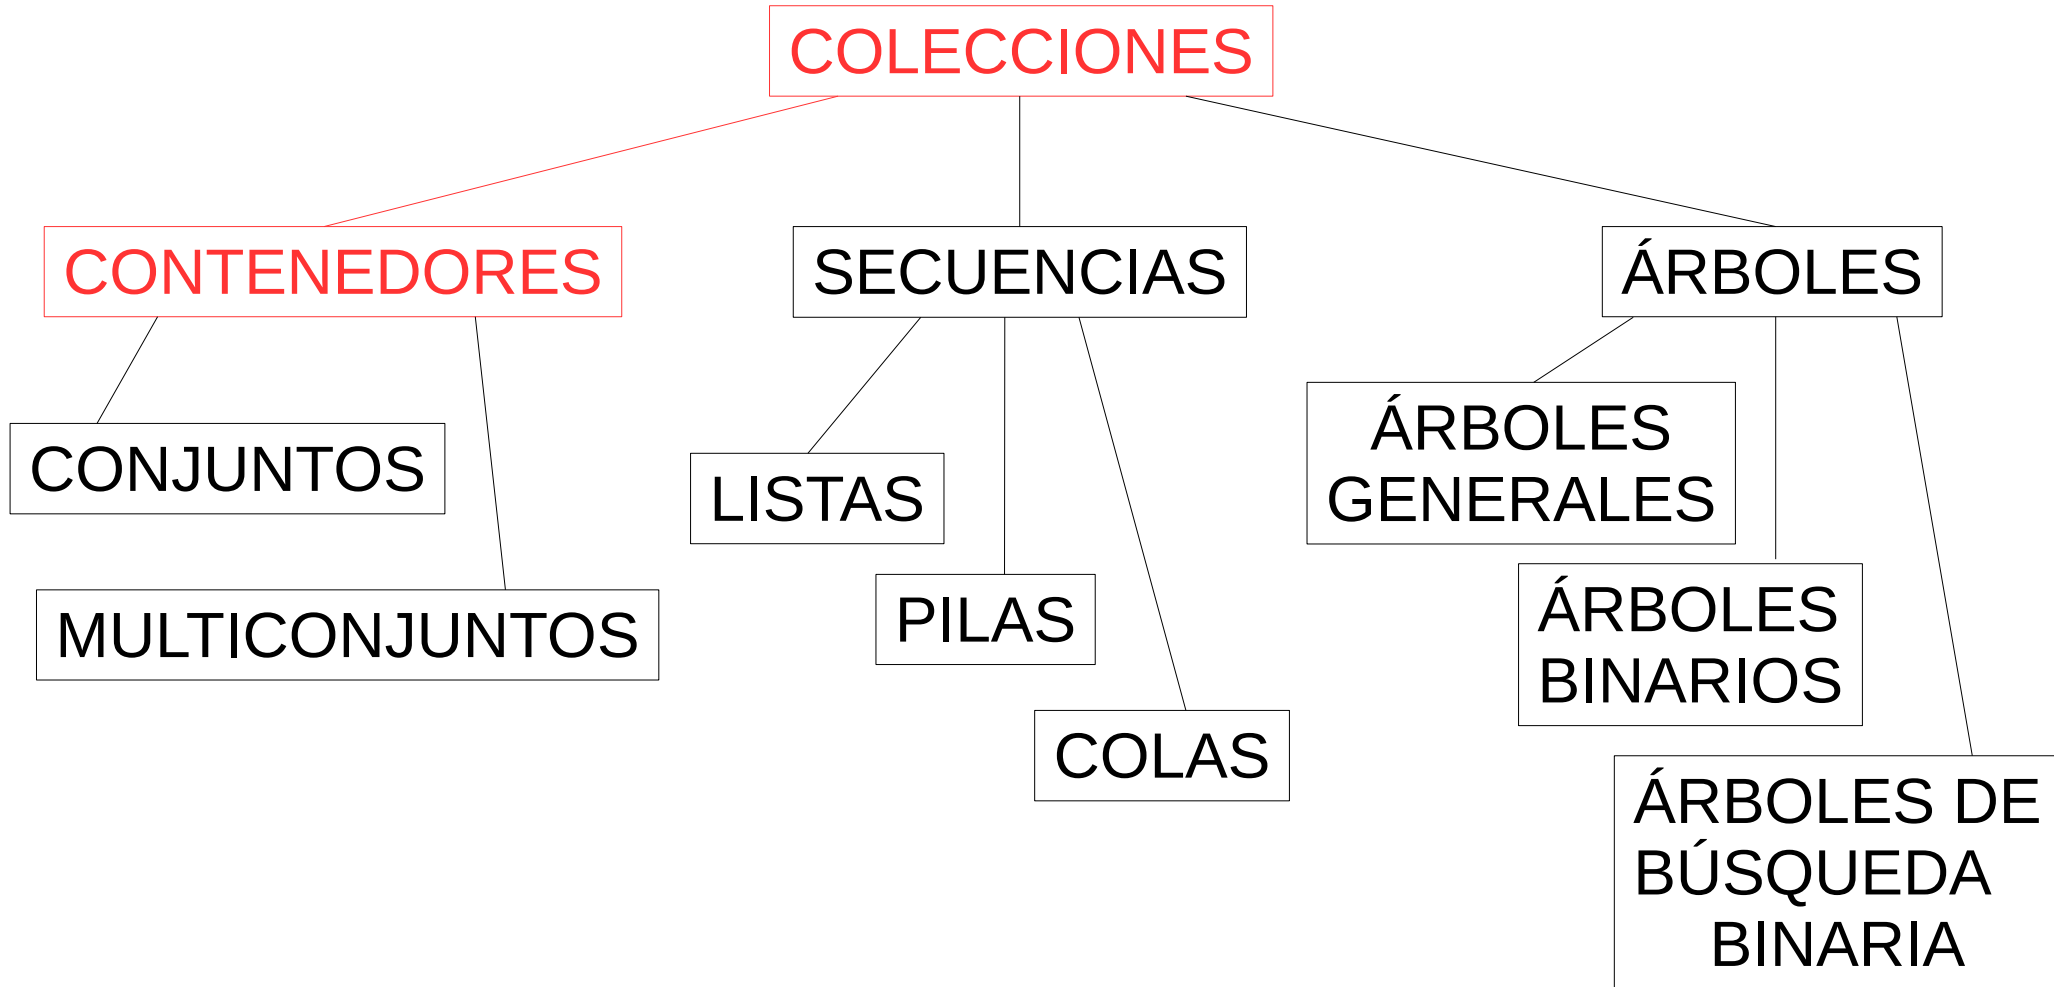 COLECCIONES
CONTENEDORES
SECUENCIAS
ÁRBOLES
CONJUNTOS
MULTICONJUNTOS
LISTAS
PILAS
COLAS
ÁRBOLES
GENERALES
ÁRBOLES
BINARIOS
ÁRBOLES DE
BÚSQUEDA
BINARIA